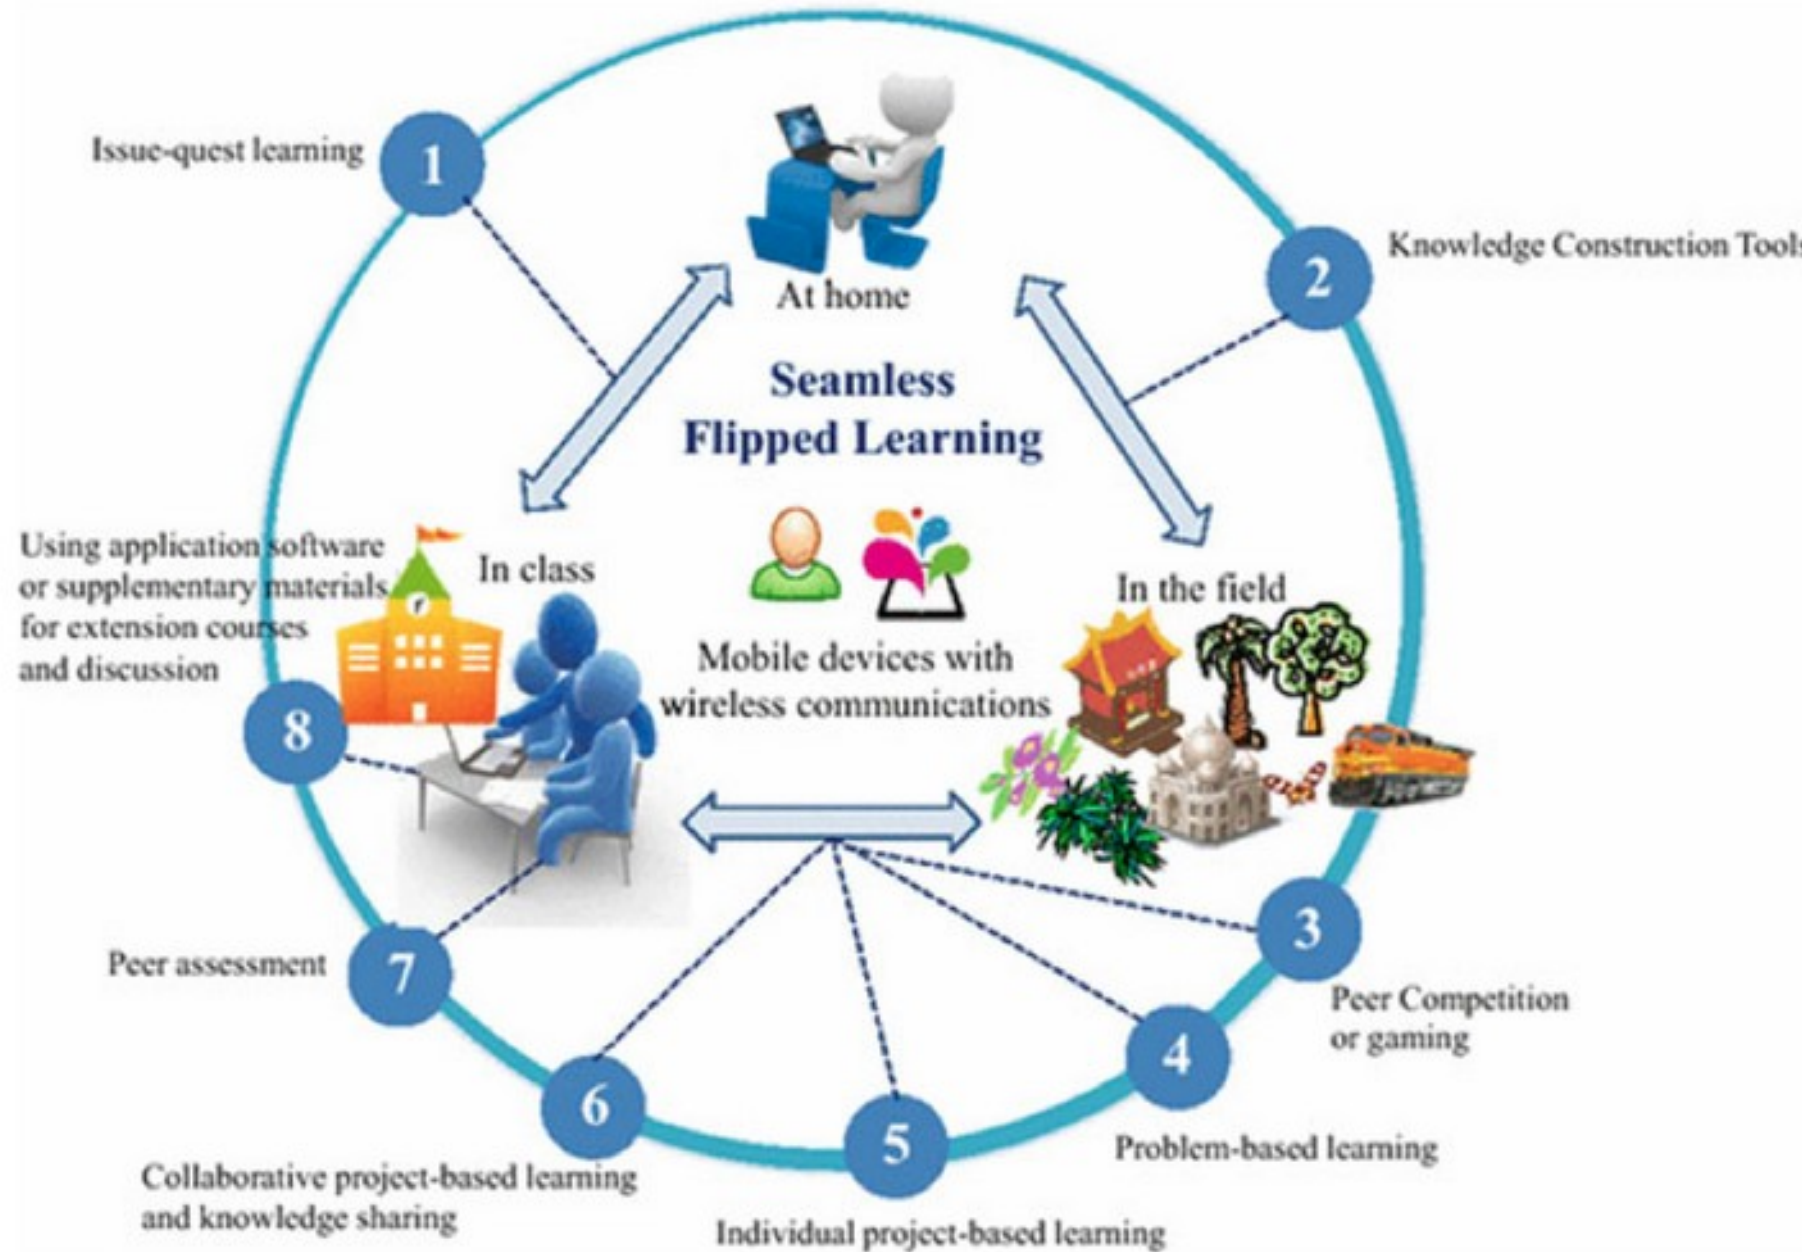 1
Issue-quest learning
At home
2
Knowledge Construction Tools
Seamless
Flipped Learning
Using application software
or supplementary materials
for extension courses
and discussion
In class
In the field
Mobile devices with
wireless communications
8
3
Peer Competition
or gaming
7
Peer assessment
4
Problem-based learning
6
Collaborative project-based learning
and knowledge sharing
5
Individual project-based learning